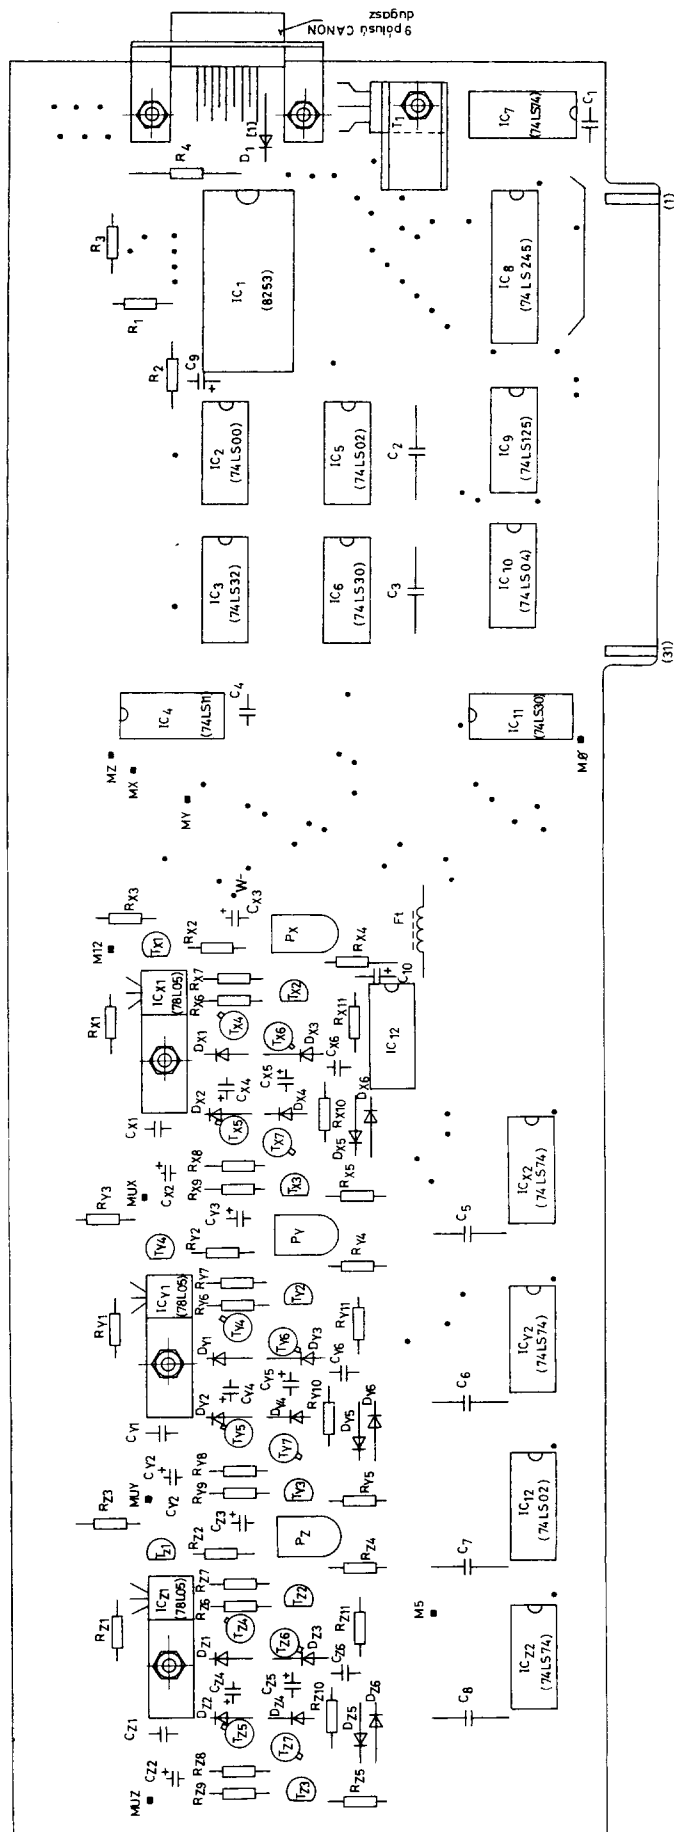 9 pólusú CANON
dugasz
D1 [1]
T1
IC7
(74LS74)
C1
R4
R3
R1
R2
IC1
(8253)
C9
+
IC8
(74LS245)
(1)
IC2
(74LS00)
IC5
(74LS02)
C2
IC9
(74LS125)
IC3
(74LS32)
IC6
(74LS30)
C3
IC10
(74LS04)
(31)
IC4
(74LS11)
C4
IC11
(74LS30)
MØ
MZ
MX
MY
W-
RX3
M12
TX1
RX2
CX3
PX
RX4
Ft
C10
ICX1
(78L05)
RX1
RX7
RX6
TX2
TX4
TX6
RX11
IC12
DX1
DX3
CX6
CX4
CX5
DX2
DX4
RX10
DX6
DX5
TX5
TX7
CX1
RX8
RX9
CX2
MUX
TX3
RX5
RY3
CY3
PY
TY4
RY2
RY4
C5
ICX2
(74LS74)
ICY1
(78L05)
RY1
RY7
RY6
TY2
TY4
TY6
RY11
DY1
DY3
CY6
CY4
CY5
DY2
DY4
RY10
DY6
DY5
TY5
TY7
C6
ICY2
(74LS74)
CY1
CY2
RY8
RY9
CY2
MUY
TY3
RY5
RZ3
CZ3
PZ
TZ1
RZ2
RZ4
C7
IC12
(74LS02)
ICZ1
(78L05)
RZ1
RZ7
RZ6
TZ2
TZ4
TZ6
RZ11
M5
DZ1
DZ3
CZ6
CZ4
CZ5
DZ2
DZ4
RZ10
DZ6
DZ5
TZ5
TZ7
C8
ICZ2
(74LS74)
CZ1
CZ2
RZ8
RZ9
MUZ
TZ3
RZ5